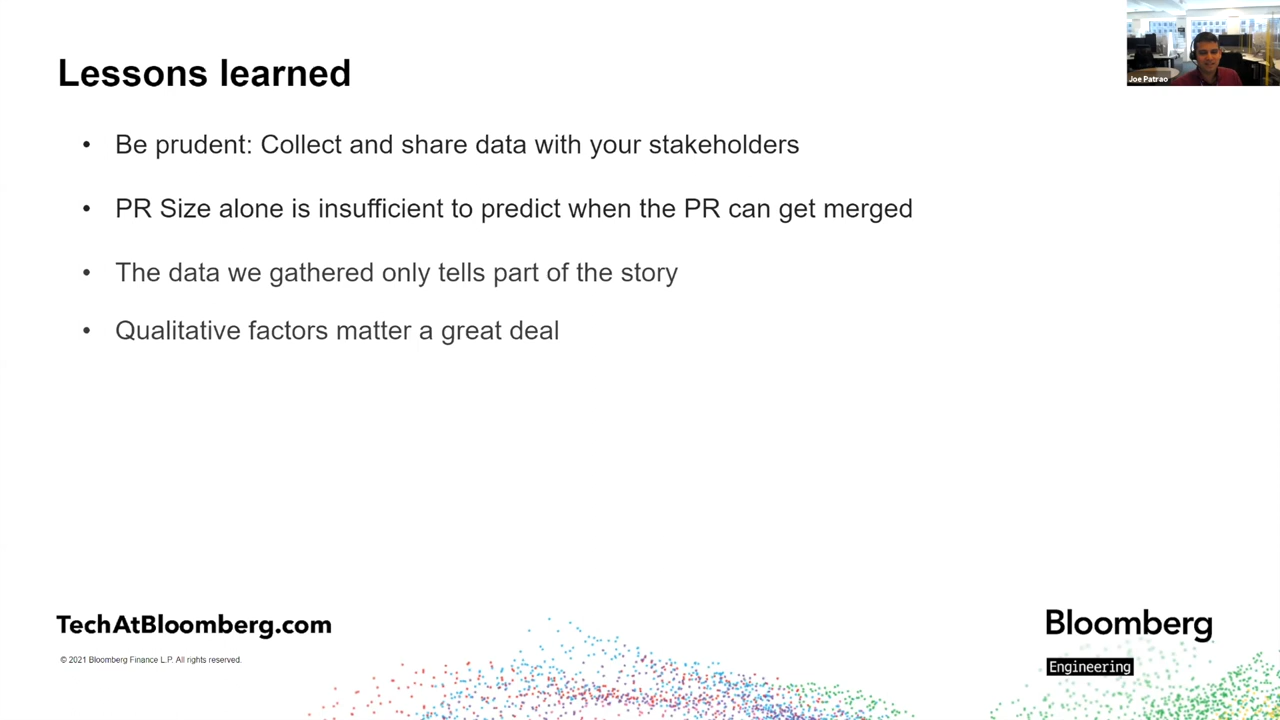 Lessons learned
Joe Patrao
• Be prudent: Collect and share data with your stakeholders
• PR Size alone is insufficient to predict when the PR can get merged
• The data we gathered only tells part of the story
• Qualitative factors matter a great deal
TechAtBloomberg.com
© 2021 Bloomberg Finance L.P. All rights reserved.
Bloomberg
Engineering